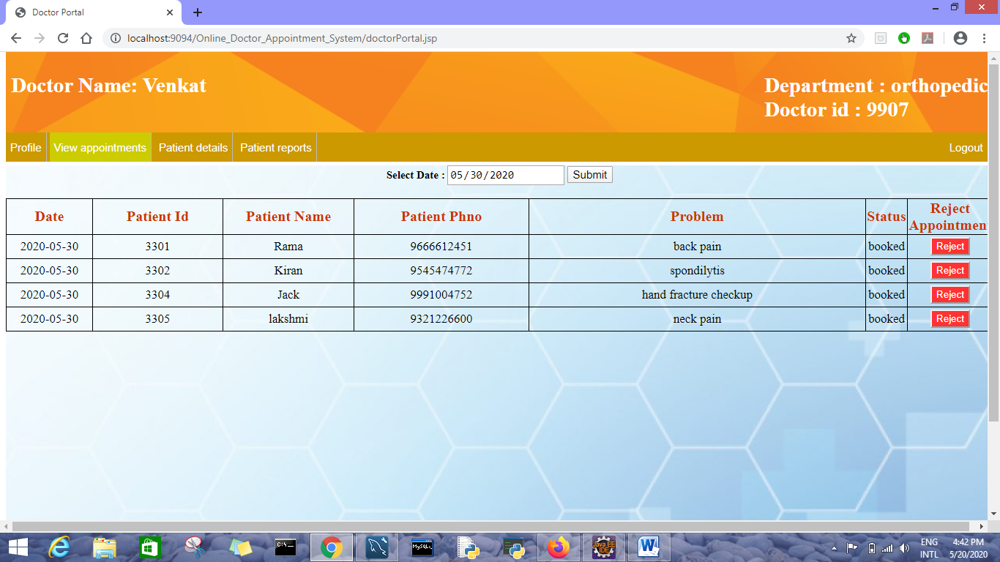 Doctor Portal
localhost:9094/Online_Doctor_Appointment_System/doctorPortal.jsp
Doctor Name: Venkat
Department : orthopedic
Doctor id : 9907
Profile View appointments Patient details Patient reports Logout
Select Date : 05/30/2020 Submit
Date Patient Id Patient Name Patient Phno Problem Status Reject Appointmen
2020-05-30 3301 Rama 9666612451 back pain booked Reject
2020-05-30 3302 Kiran 9545474772 spondilytis booked Reject
2020-05-30 3304 Jack 9991004752 hand fracture checkup booked Reject
2020-05-30 3305 lakshmi 9321226600 neck pain booked Reject
C:\
MySQL
Java EE
IDE
W
ENG 4:42 PM
INTL 5/20/2020